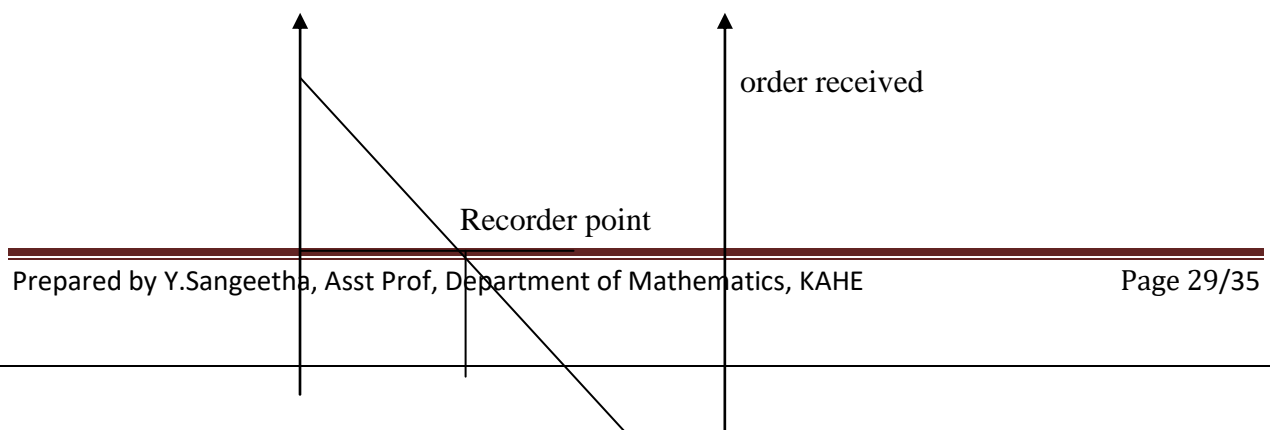 order received
Recorder point
Prepared by Y.Sangeetha, Asst Prof, Department of Mathematics, KAHE Page 29/35